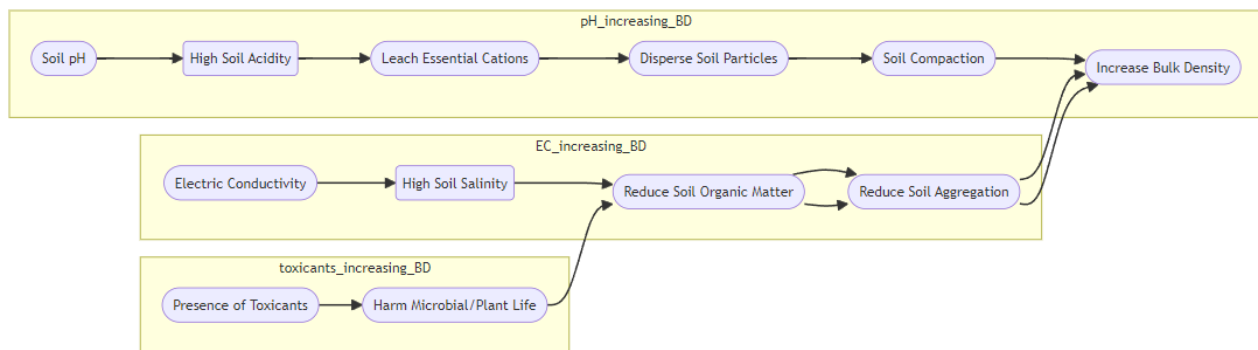 pH_increasing_BD
Soil pH
High Soil Acidity
Leach Essential Cations
Disperse Soil Particles
Soil Compaction
Increase Bulk Density
EC_increasing_BD
Electric Conductivity
High Soil Salinity
Reduce Soil Organic Matter
Reduce Soil Aggregation
toxicants_increasing_BD
Presence of Toxicants
Harm Microbial/Plant Life